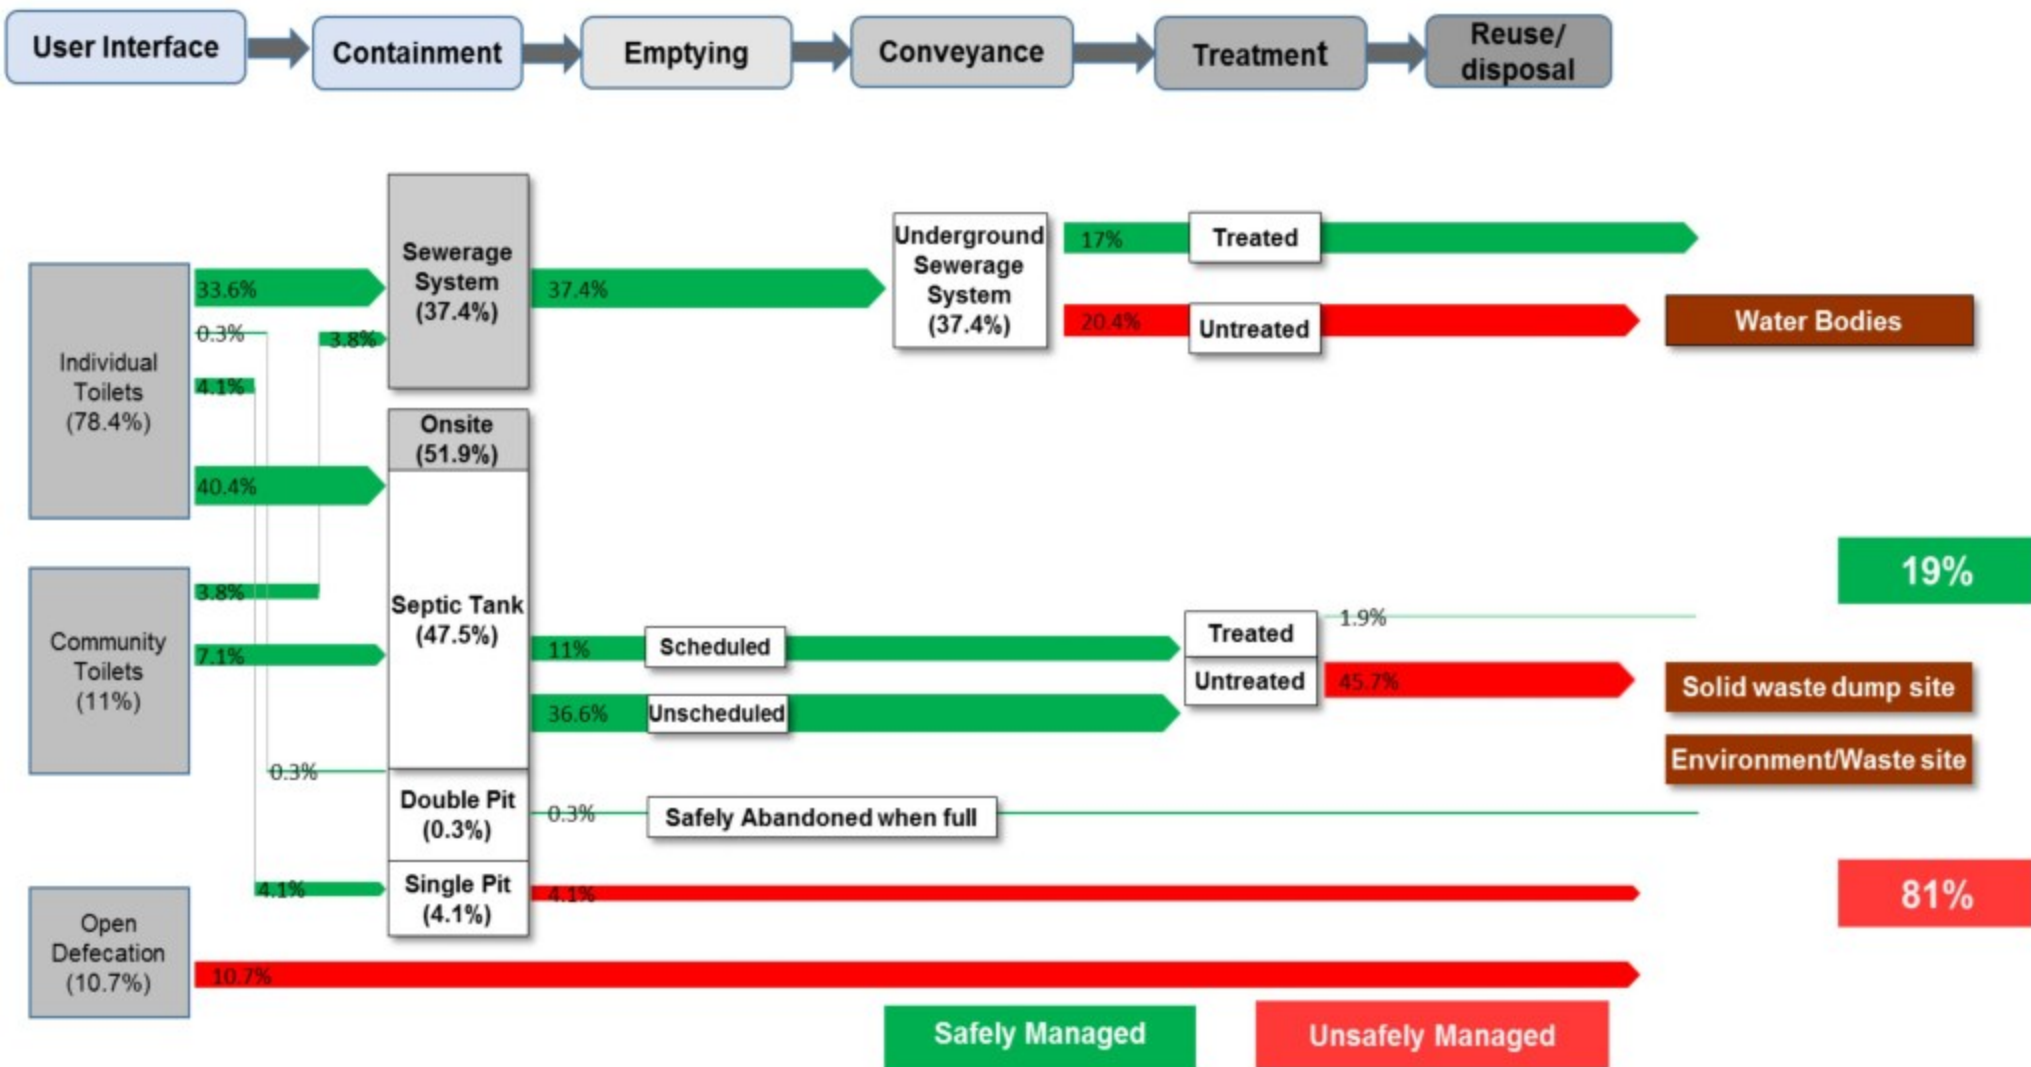 User Interface
Containment
Emptying
Conveyance
Treatment
Reuse/
disposal
Individual
Toilets
(78.4%)
33.6%
0.3%
4.1%
40.4%
3.8%
Sewerage
System
(37.4%)
37.4%
Underground
Sewerage
System
(37.4%)
17%
Treated
20.4%
Untreated
Water Bodies
Onsite
(51.9%)
Community
Toilets
(11%)
3.8%
7.1%
Septic Tank
(47.5%)
11%
Scheduled
36.6%
Unscheduled
Treated
Untreated
1.9%
45.7%
19%
Solid waste dump site
Environment/Waste site
0.3%
Double Pit
(0.3%)
0.3%
Safely Abandoned when full
4.1%
Single Pit
(4.1%)
4.1%
81%
Open
Defecation
(10.7%)
10.7%
Safely Managed
Unsafely Managed